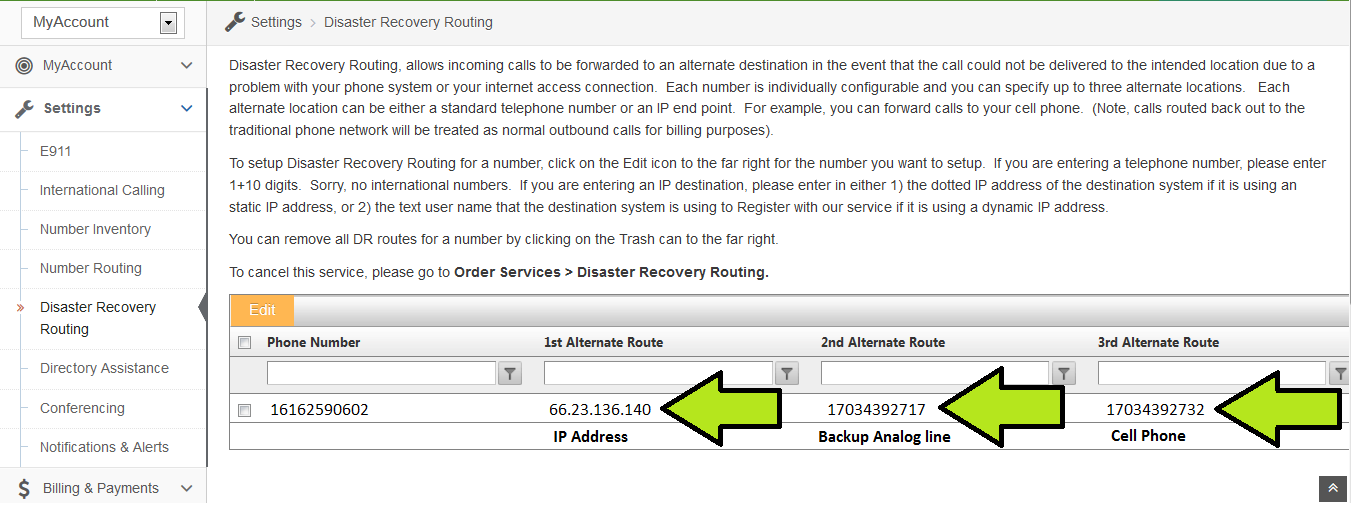 MyAccount
Settings > Disaster Recovery Routing
MyAccount
Settings
E911
International Calling
Number Inventory
Number Routing
» Disaster Recovery
Routing
Directory Assistance
Conferencing
Notifications & Alerts
$ Billing & Payments
Disaster Recovery Routing, allows incoming calls to be forwarded to an alternate destination in the event that the call could not be delivered to the intended location due to a
problem with your phone system or your internet access connection. Each number is individually configurable and you can specify up to three alternate locations. Each
alternate location can be either a standard telephone number or an IP end point. For example, you can forward calls to your cell phone. (Note, calls routed back out to the
traditional phone network will be treated as normal outbound calls for billing purposes).
To setup Disaster Recovery Routing for a number, click on the Edit icon to the far right for the number you want to setup. If you are entering a telephone number, please enter
1+10 digits. Sorry, no international numbers. If you are entering an IP destination, please enter in either 1) the dotted IP address of the destination system if it is using an
static IP address, or 2) the text user name that the destination system is using to Register with our service if it is using a dynamic IP address.
You can remove all DR routes for a number by clicking on the Trash can to the far right.
To cancel this service, please go to Order Services > Disaster Recovery Routing.
Edit
Phone Number 1st Alternate Route 2nd Alternate Route 3rd Alternate Route
16162590602 66.23.136.140 17034392717 17034392732
IP Address Backup Analog line Cell Phone